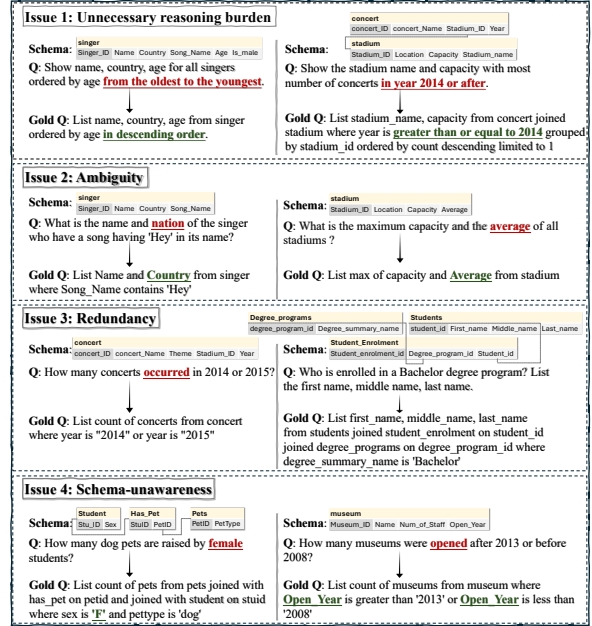 Issue 1: Unnecessary reasoning burden
singer
Schema: Singer_ID Name Country Song_Name Age Is_male
Q: Show name, country, age for all singers
ordered by age from the oldest to the youngest.
Gold Q: List name, country, age from singer
ordered by age in descending order.
concert
concert_ID concert_Name Stadium_ID Year
Schema: stadium
Stadium_ID Location Capacity Stadium_name
Q: Show the stadium name and capacity with most
number of concerts in year 2014 or after.
Gold Q: List stadium_name, capacity from concert joined
stadium where year is greater than or equal to 2014 grouped
by stadium_id ordered by count descending limited to 1
Issue 2: Ambiguity
singer
Schema: Singer_ID Name Country Song_Name
Q: What is the name and nation of the singer
who have a song having 'Hey' in its name?
Gold Q: List Name and Country from singer
where Song_Name contains 'Hey'
stadium
Schema: Stadium_ID Location Capacity Average
Q: What is the maximum capacity and the average of all
stadiums ?
Gold Q: List max of capacity and Average from stadium
Issue 3: Redundancy
concert
Schema: concert_ID concert_Name Theme Stadium_ID Year
Q: How many concerts occurred in 2014 or 2015?
Gold Q: List count of concerts from concert
where year is "2014" or year is "2015"
Degree_programs
degree_program_id Degree_summary_name
Students
student_id First_name Middle_name Last_name
Schema: Student_Enrolment
Student_enrolment_id Degree_program_id Student_id
Q: Who is enrolled in a Bachelor degree program? List
the first name, middle name, last name.
Gold Q: List first_name, middle_name, last_name
from students joined student_enrolment on student_id
joined degree_programs on degree_program_id where
degree_summary_name is 'Bachelor'
Issue 4: Schema-unawareness
Student Has_Pet Pets
Schema: Stu_ID Sex StuID PetID PetID PetType
Q: How many dog pets are raised by female
students?
Gold Q: List count of pets from pets joined with
has_pet on petid and joined with student on stuid
where sex is 'F' and pettype is 'dog'
museum
Schema: Museum_ID Name Num_of_Staff Open_Year
Q: How many museums were opened after 2013 or before
2008?
Gold Q: List count of museums from museum where
Open_Year is greater than '2013' or Open_Year is less than
'2008'